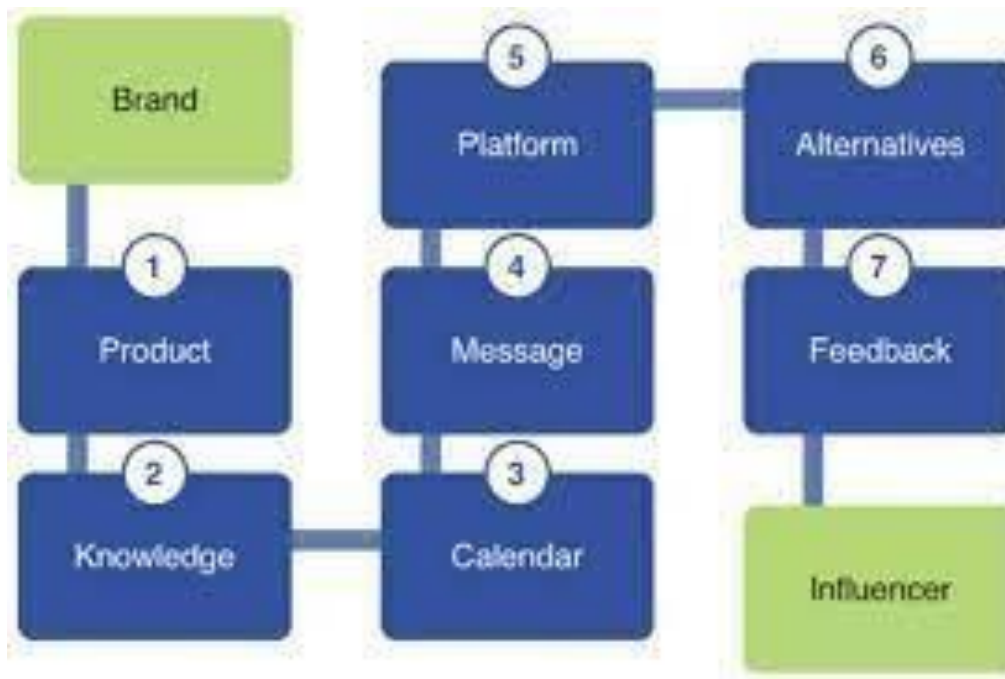 Brand
1
Product
2
Knowledge
3
Calendar
4
Message
5
Platform
6
Alternatives
7
Feedback
Influencer